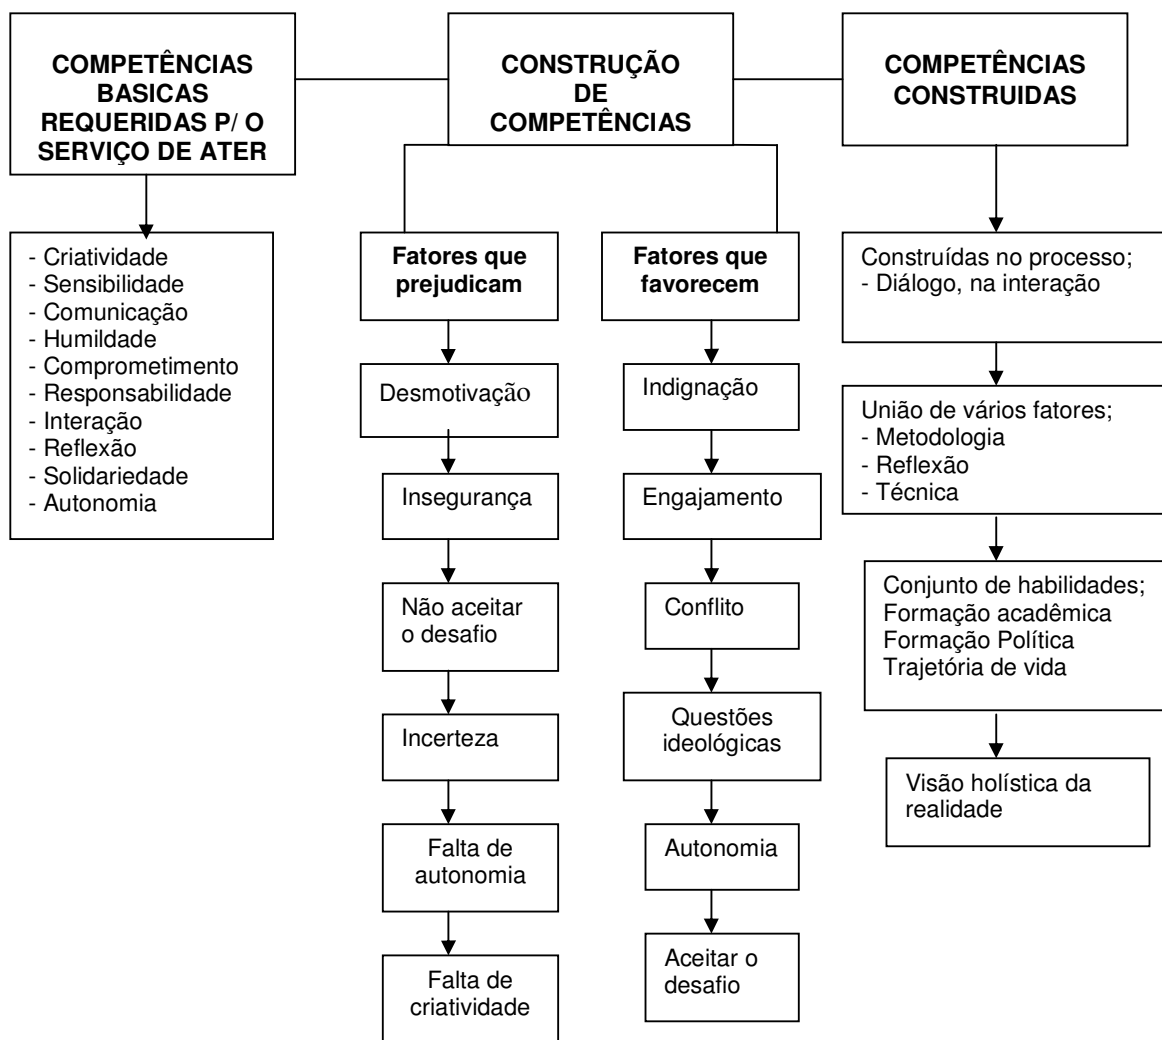 COMPETÊNCIAS
BASICAS
REQUERIDAS P/ O
SERVIÇO DE ATER
CONSTRUÇÃO
DE
COMPETÊNCIAS
COMPETÊNCIAS
CONSTRUIDAS
- Criatividade
- Sensibilidade
- Comunicação
- Humildade
- Comprometimento
- Responsabilidade
- Interação
- Reflexão
- Solidariedade
- Autonomia
Fatores que
prejudicam
Desmotivação
Insegurança
Não aceitar
o desafio
Incerteza
Falta de
autonomia
Falta de
criatividade
Fatores que
favorecem
Indignação
Engajamento
Conflito
Questões
ideológicas
Autonomia
Aceitar o
desafio
Construídas no processo;
- Diálogo, na interação
União de vários fatores;
- Metodologia
- Reflexão
- Técnica
Conjunto de habilidades;
Formação acadêmica
Formação Política
Trajetória de vida
Visão holística da
realidade